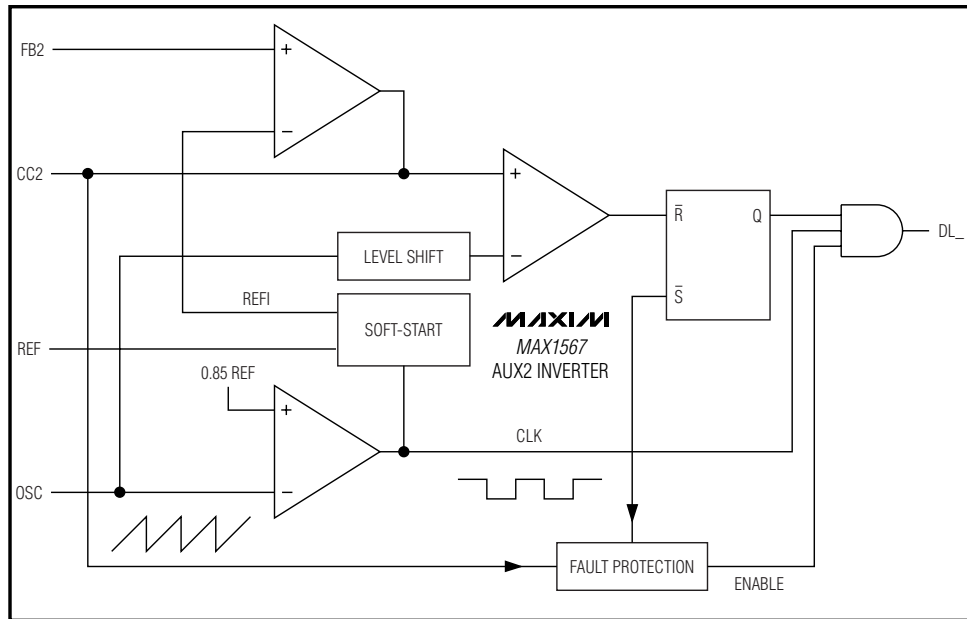 FB2
+
−
CC2
+
−
R̅
Q
DL_
LEVEL SHIFT
REFI
SOFT-START
S̅
MAXIM
MAX1567
AUX2 INVERTER
REF
0.85 REF
+
CLK
OSC
−
FAULT PROTECTION
ENABLE